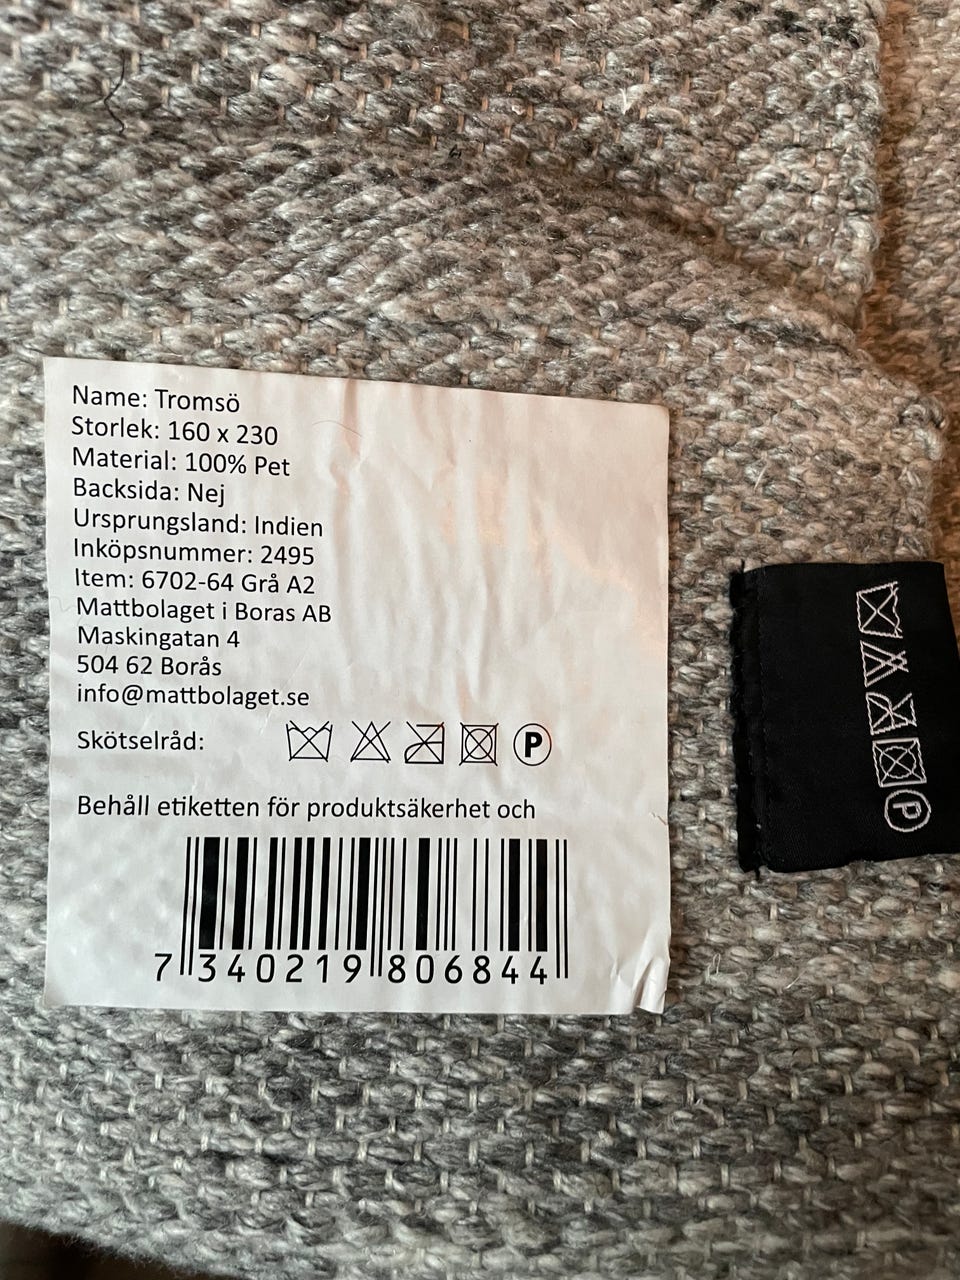 Name: Tromsö
Storlek: 160 x 230
Material: 100% Pet
Backsida: Nej
Ursprungsland: Indien
Inköpsnummer: 2495
Item: 6702-64 Grå A2
Mattbolaget i Boras AB
Maskingatan 4
504 62 Borås
info@mattbolaget.se
Skötselråd: P
Behåll etiketten för produktsäkerhet och
7 340219 806844
P